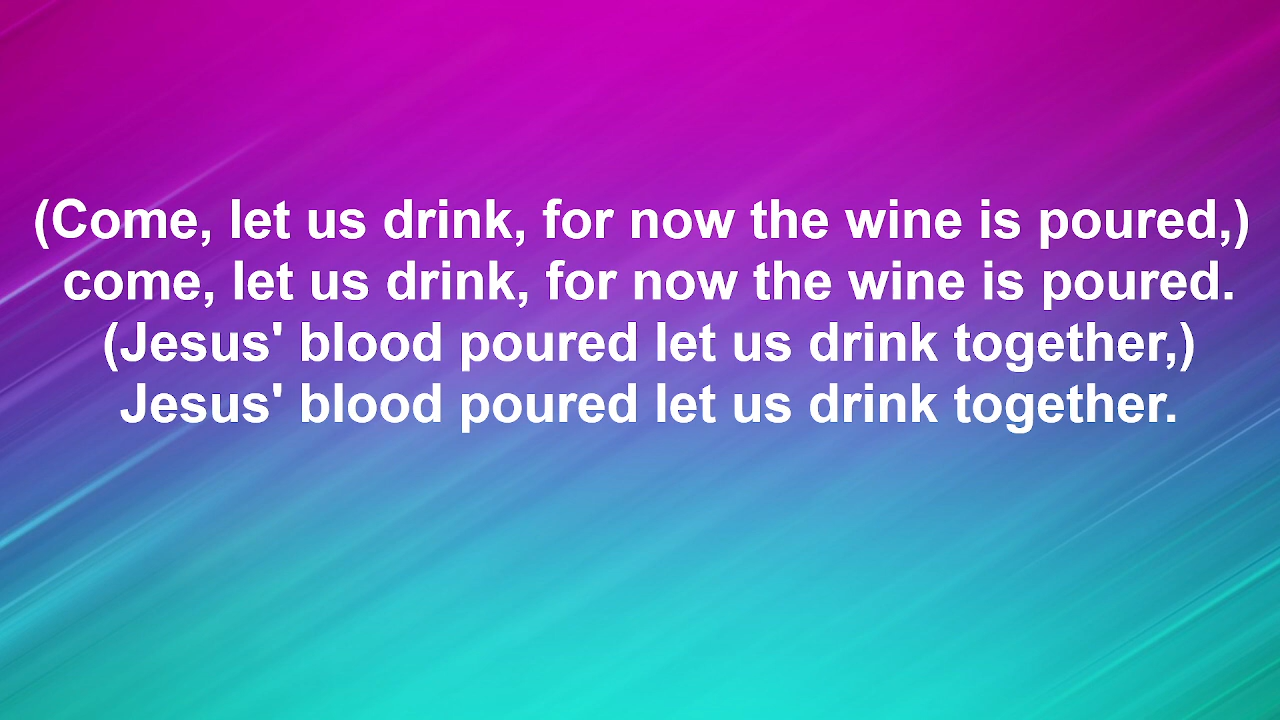 (Come, let us drink, for now the wine is poured,)
come, let us drink, for now the wine is poured.
(Jesus' blood poured let us drink together,)
Jesus' blood poured let us drink together.